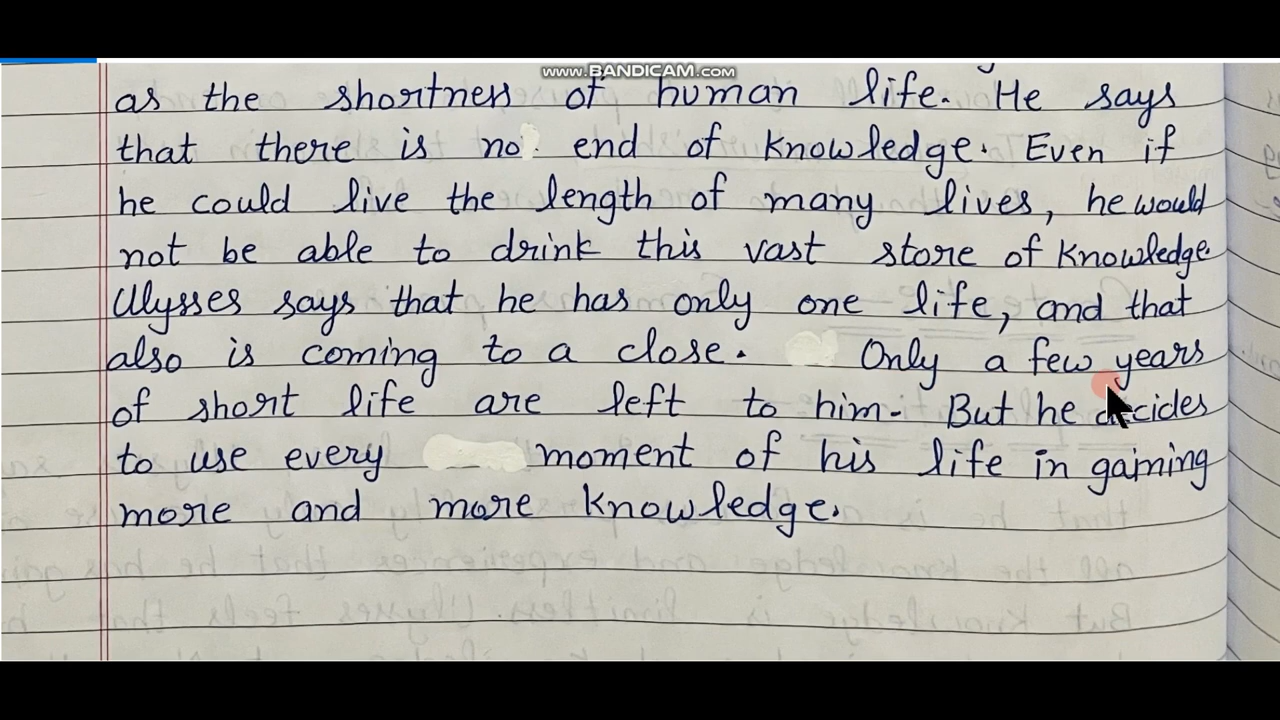 www.BANDICAM.com
as the shortness of human life. He says
that there is no end of knowledge. Even if
he could live the length of many lives, he would
not be able to drink this vast store of knowledge.
Ulysses says that he has only one life, and that
also is coming to a close. Only a few years
of short life are left to him. But he decides
to use every moment of his life in gaining
more and more knowledge.